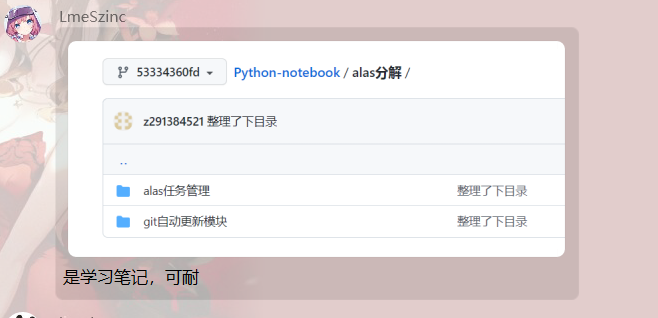 LmeSzinc
53334360fd Python-notebook / alas分解 /
z291384521 整理了下目录
..
alas任务管理 整理了下目录
git自动更新模块 整理了下目录
是学习笔记，可耐